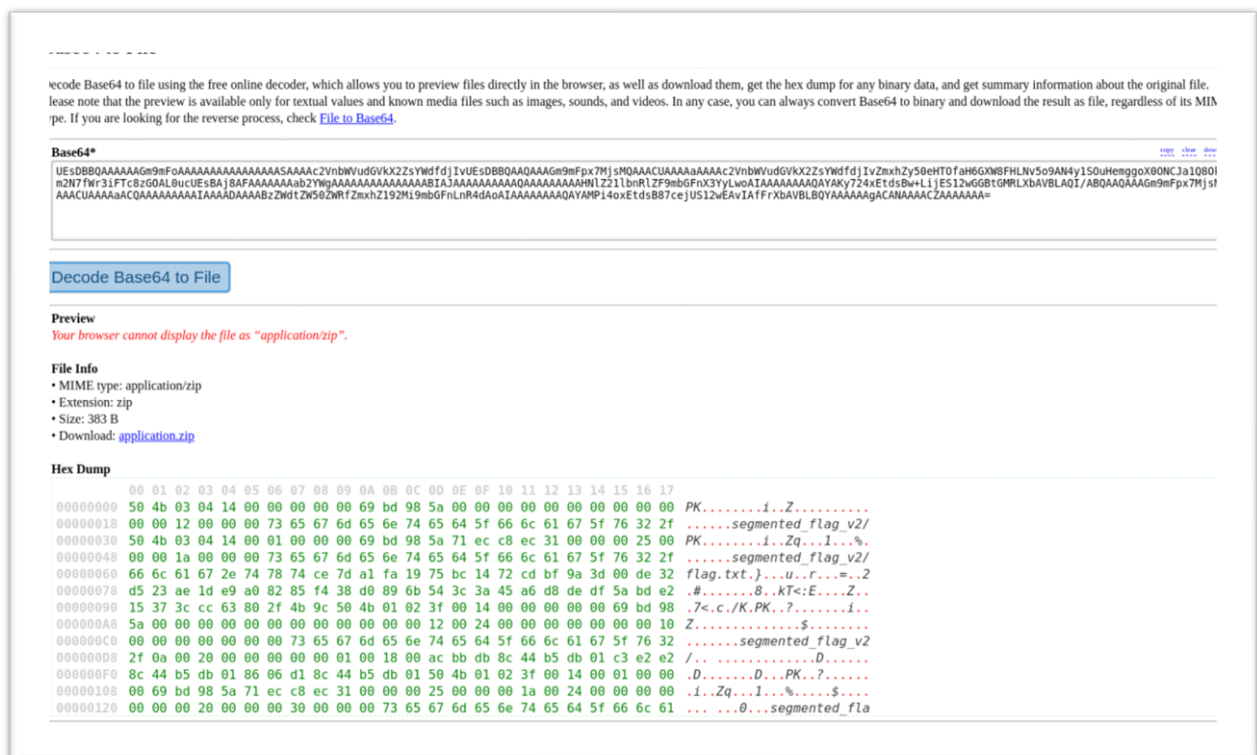 ecode Base64 to file using the free online decoder, which allows you to preview files directly in the browser, as well as download them, get the hex dump for any binary data, and get summary information about the original file.
lease note that the preview is available only for textual values and known media files such as images, sounds, and videos. In any case, you can always convert Base64 to binary and download the result as file, regardless of its MIM
pe. If you are looking for the reverse process, check File to Base64.
Base64*
copy clear dow
Decode Base64 to File
Preview
Your browser cannot display the file as “application/zip”.
File Info
• MIME type: application/zip
• Extension: zip
• Size: 383 B
• Download: application.zip
Hex Dump
00 01 02 03 04 05 06 07 08 09 0A 0B 0C 0D 0E 0F 10 11 12 13 14 15 16 17
00000000 50 4b 03 04 14 00 00 00 00 00 69 bd 98 5a 00 00 00 00 00 00 00 00 00 00 PK........i..Z..........
00000018 00 00 12 00 00 00 73 65 67 6d 65 6e 74 65 64 5f 66 6c 61 67 5f 76 32 2f ......segmented_flag_v2/
00000030 50 4b 03 04 14 00 01 00 00 00 69 bd 98 5a 71 ec c8 ec 31 00 00 00 25 00 PK........i..Zq...1...%.
00000048 00 00 1a 00 00 00 73 65 67 6d 65 6e 74 65 64 5f 66 6c 61 67 5f 76 32 2f ......segmented_flag_v2/
00000060 66 6c 61 67 2e 74 78 74 ce 7d a1 fa 19 75 bc 14 72 cd bf 9a 3d 00 de 32 flag.txt.}...u..r...=..2
00000078 d5 23 ae 1d e9 a0 82 85 f4 38 d0 89 6b 54 3c 3a 45 a6 d8 de df 5a bd e2 .#.......8..kT<:E....Z..
00000090 15 37 3c cc 63 80 2f 4b 9c 50 4b 01 02 3f 00 14 00 00 00 00 00 69 bd 98 .7<.c./K.PK..?.......i..
000000A8 5a 00 00 00 00 00 00 00 00 00 00 00 00 12 00 24 00 00 00 00 00 00 00 10 Z..............$........
000000C0 00 00 00 00 00 00 00 73 65 67 6d 65 6e 74 65 64 5f 66 6c 61 67 5f 76 32 .......segmented_flag_v2
000000D8 2f 0a 00 20 00 00 00 00 00 01 00 18 00 ac bb db 8c 44 b5 db 01 c3 e2 e2 /.. .............D......
000000F0 8c 44 b5 db 01 86 06 d1 8c 44 b5 db 01 50 4b 01 02 3f 00 14 00 01 00 00 .D.......D...PK..?......
00000108 00 69 bd 98 5a 71 ec c8 ec 31 00 00 00 25 00 00 00 1a 00 24 00 00 00 00 .i..Zq...1...%.....$....
00000120 00 00 00 20 00 00 00 30 00 00 00 73 65 67 6d 65 6e 74 65 64 5f 66 6c 61 ... ...0...segmented_fla